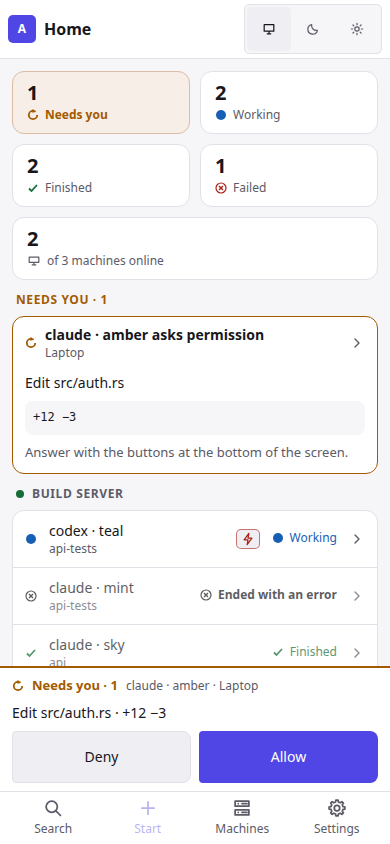 A Home
1
Needs you
2
Working
2
Finished
1
Failed
2
of 3 machines online
NEEDS YOU · 1
claude · amber asks permission
Laptop
Edit src/auth.rs
+12 −3
Answer with the buttons at the bottom of the screen.
BUILD SERVER
codex · teal
api-tests
Working
claude · mint
api-tests
Ended with an error
claude · sky
api
Finished
Needs you · 1 claude · amber · Laptop
Edit src/auth.rs · +12 −3
Deny
Allow
Search
Start
Machines
Settings